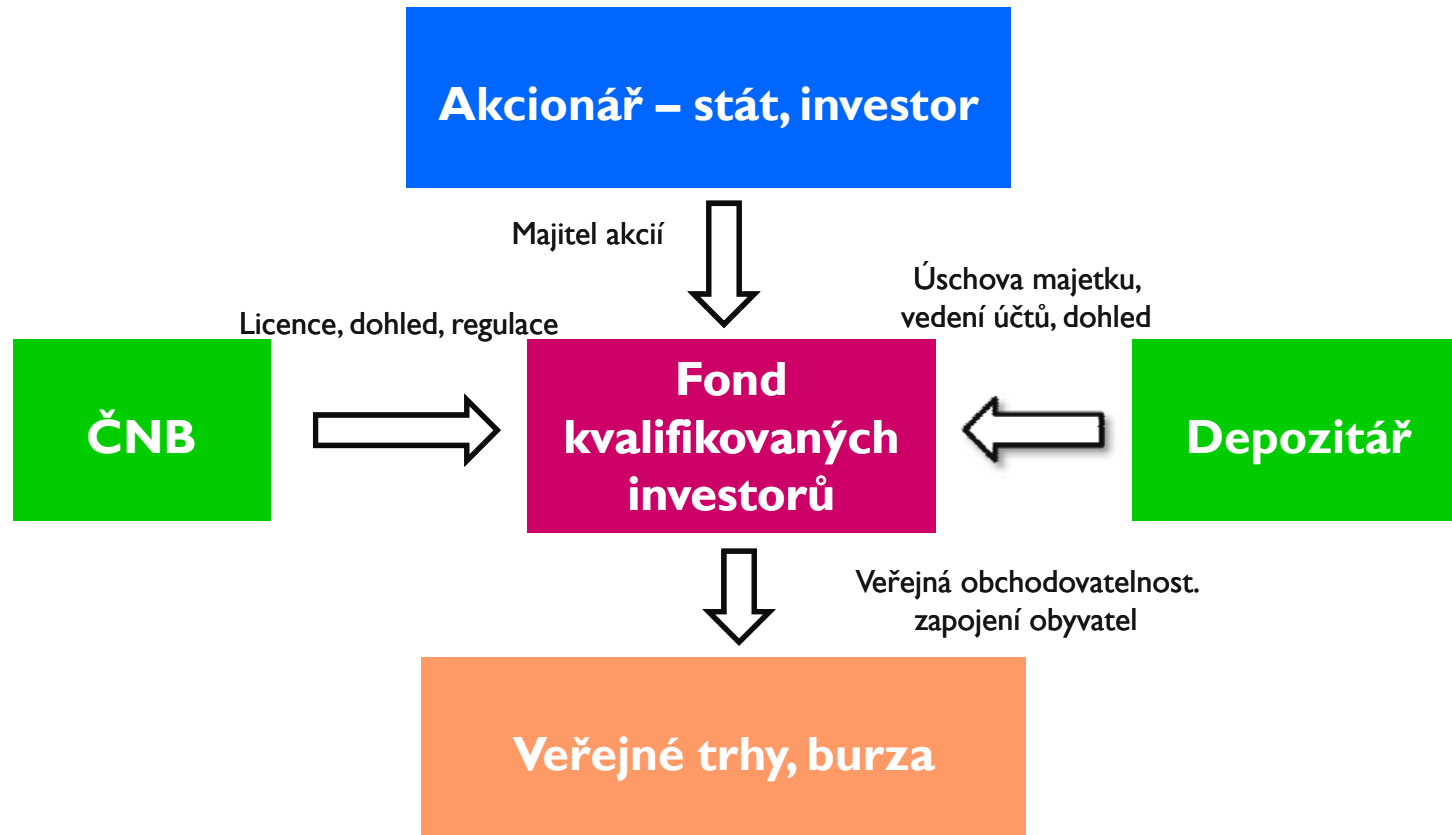 Akcionář – stát, investor
Majitel akcií
Úschova majetku,
vedení účtů, dohled
Licence, dohled, regulace
ČNB
Fond
kvalifikovaných
investorů
Depozitář
Veřejná obchodovatelnost.
zapojení obyvatel
Veřejné trhy, burza